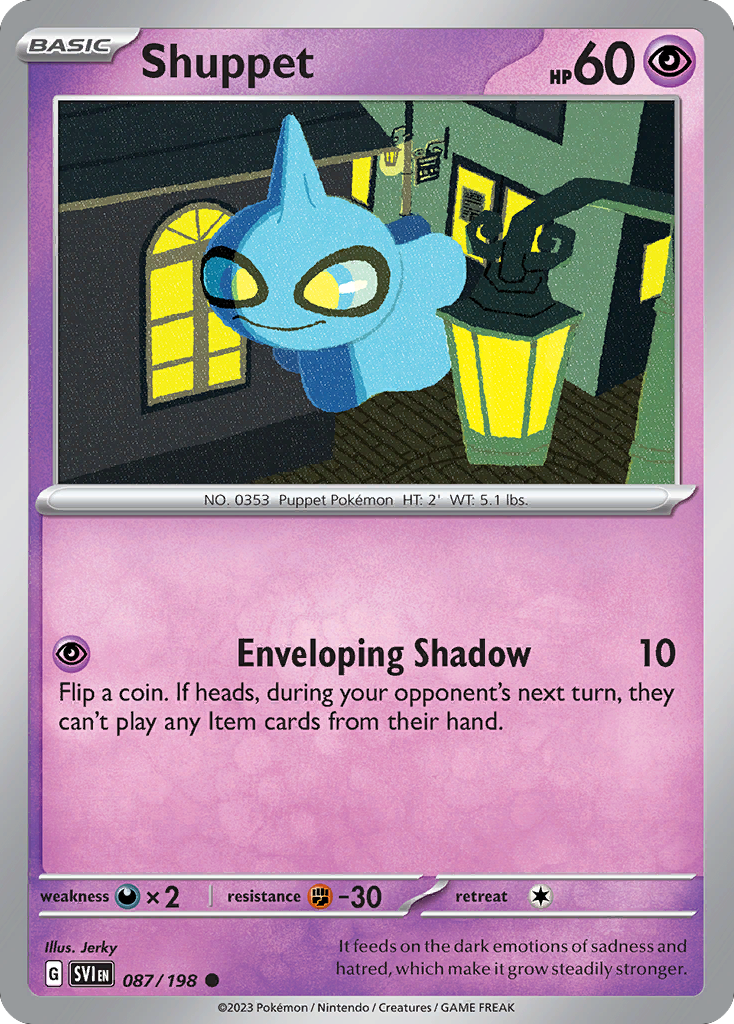 BASIC
Shuppet
HP 60
NO. 0353 Puppet Pokémon HT: 2' WT: 5.1 lbs.
Enveloping Shadow 10
Flip a coin. If heads, during your opponent's next turn, they
can't play any Item cards from their hand.
weakness ×2 resistance -30 retreat
Illus. Jerky
It feeds on the dark emotions of sadness and
hatred, which make it grow steadily stronger.
G SVI EN 087/198
©2023 Pokémon / Nintendo / Creatures / GAME FREAK